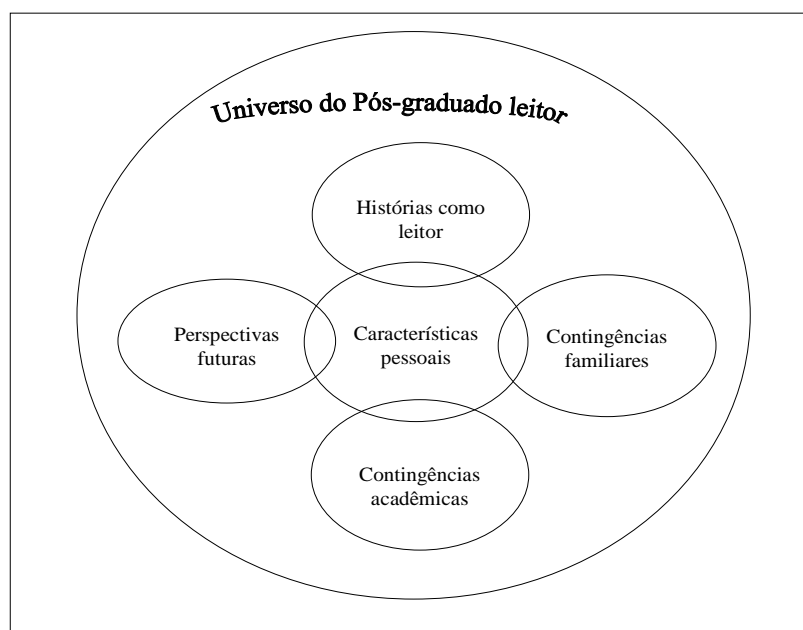 Universo do Pós-graduado leitor
Histórias como
leitor
Perspectivas
futuras
Características
pessoais
Contingências
familiares
Contingências
acadêmicas